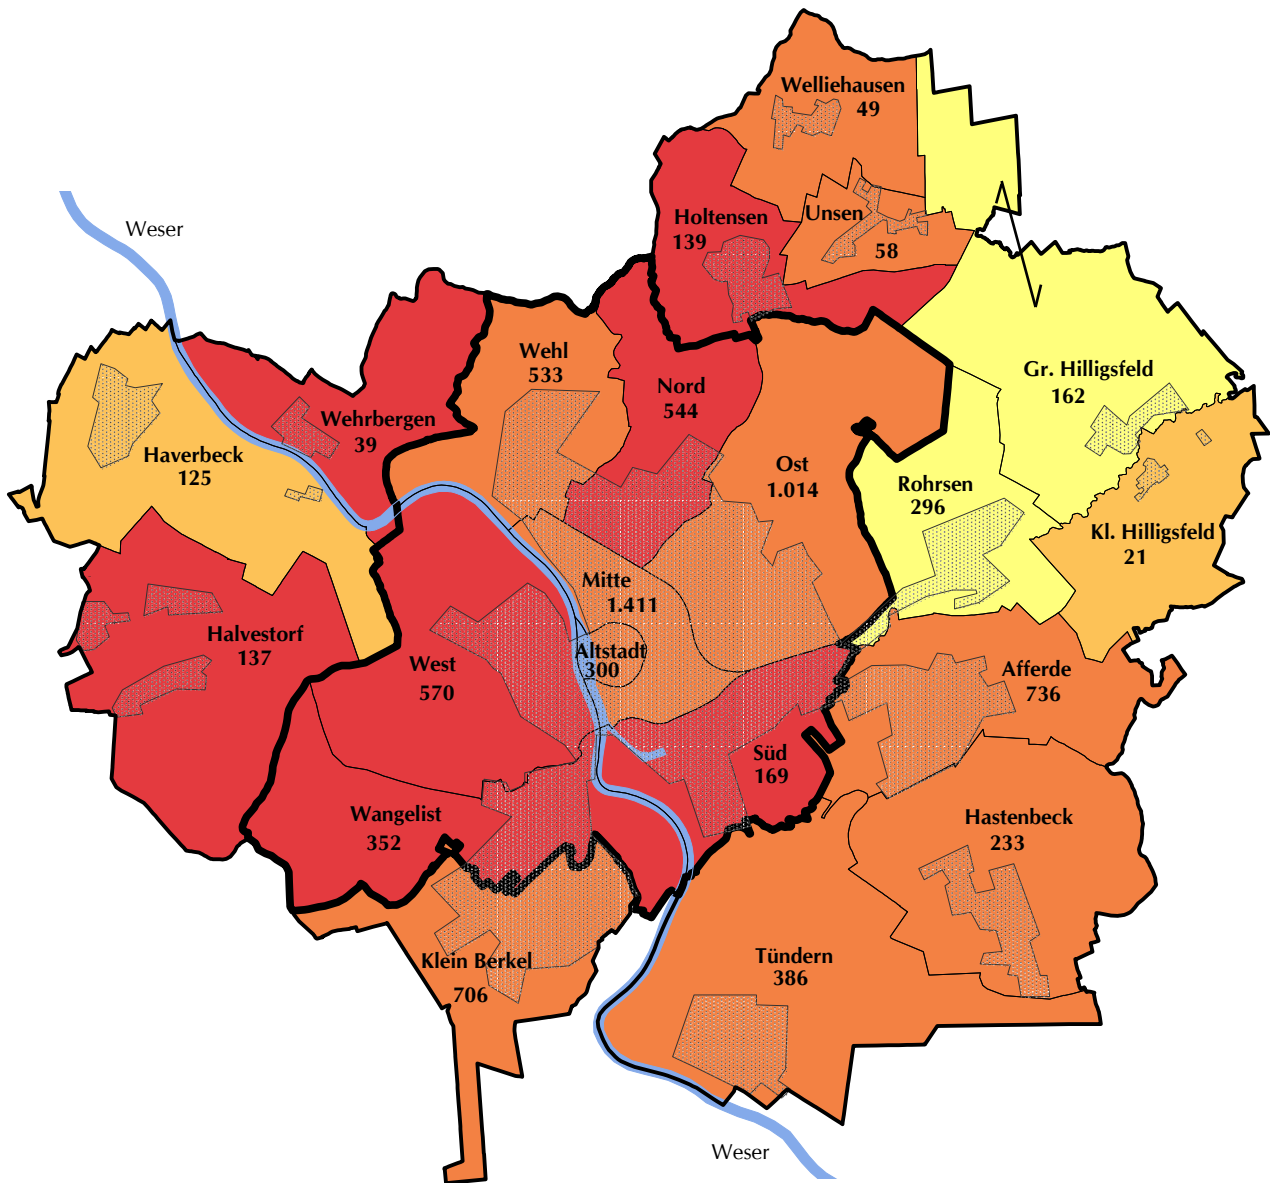 Welliehausen
49
Weser
Holtensen
139
Unsen
58
Wehl
533
Nord
544
Gr. Hilligsfeld
162
Wehrbergen
39
Haverbeck
125
Ost
1.014
Rohrsen
296
Kl. Hilligsfeld
21
Mitte
1.411
Halvestorf
137
West
570
Altstadt
300
Afferde
736
Süd
169
Wangelist
352
Hastenbeck
233
Klein Berkel
706
Tündern
386
Weser